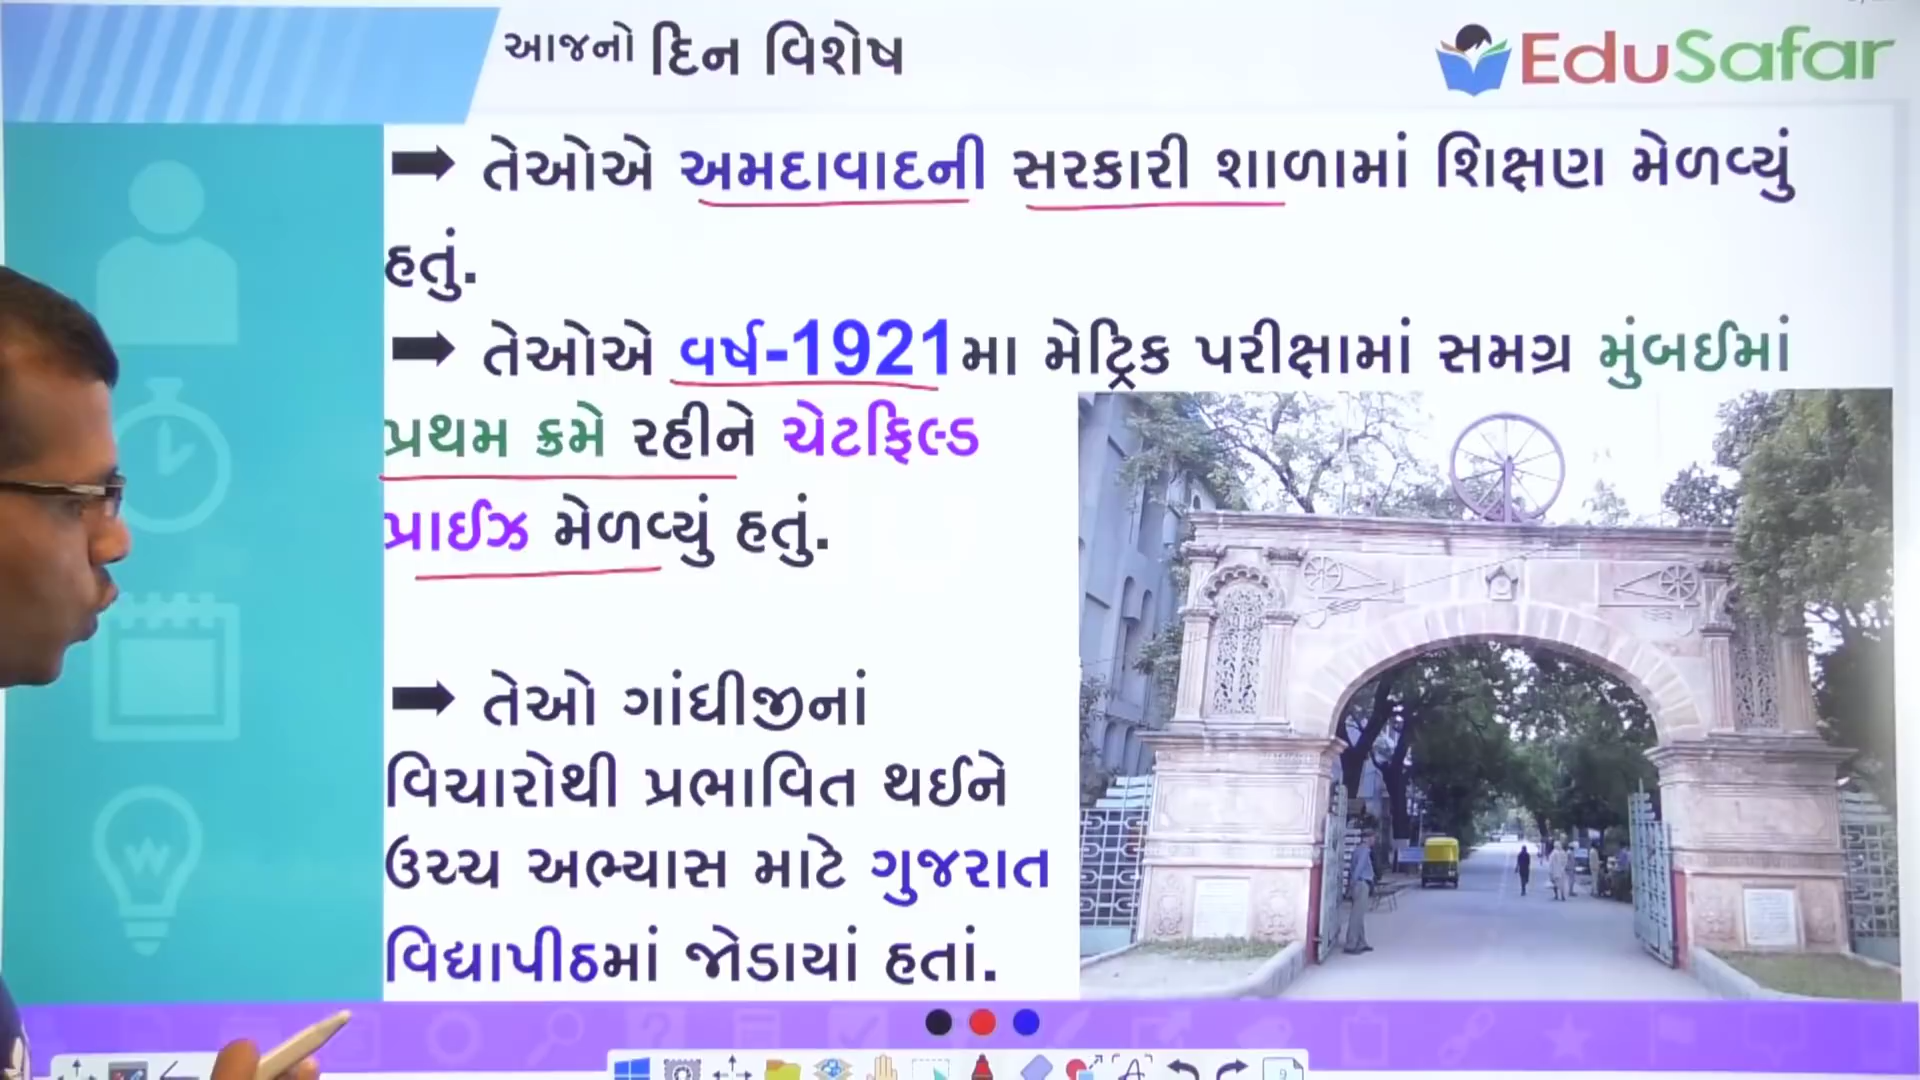 આજનો દિન વિશેષ
EduSafar
➡ તેઓએ અમદાવાદની સરકારી શાળામાં શિક્ષણ મેળવ્યું
હતું.
➡ તેઓએ વર્ષ-1921મા મેટ્રિક પરીક્ષામાં સમગ્ર મુંબઈમાં
પ્રથમ ક્રમે રહીને ચેટફિલ્ડ
પ્રાઈઝ મેળવ્યું હતું.
➡ તેઓ ગાંધીજીનાં
વિચારોથી પ્રભાવિત થઈને
ઉચ્ચ અભ્યાસ માટે ગુજરાત
વિદ્યાપીઠમાં જોડાયાં હતાં.